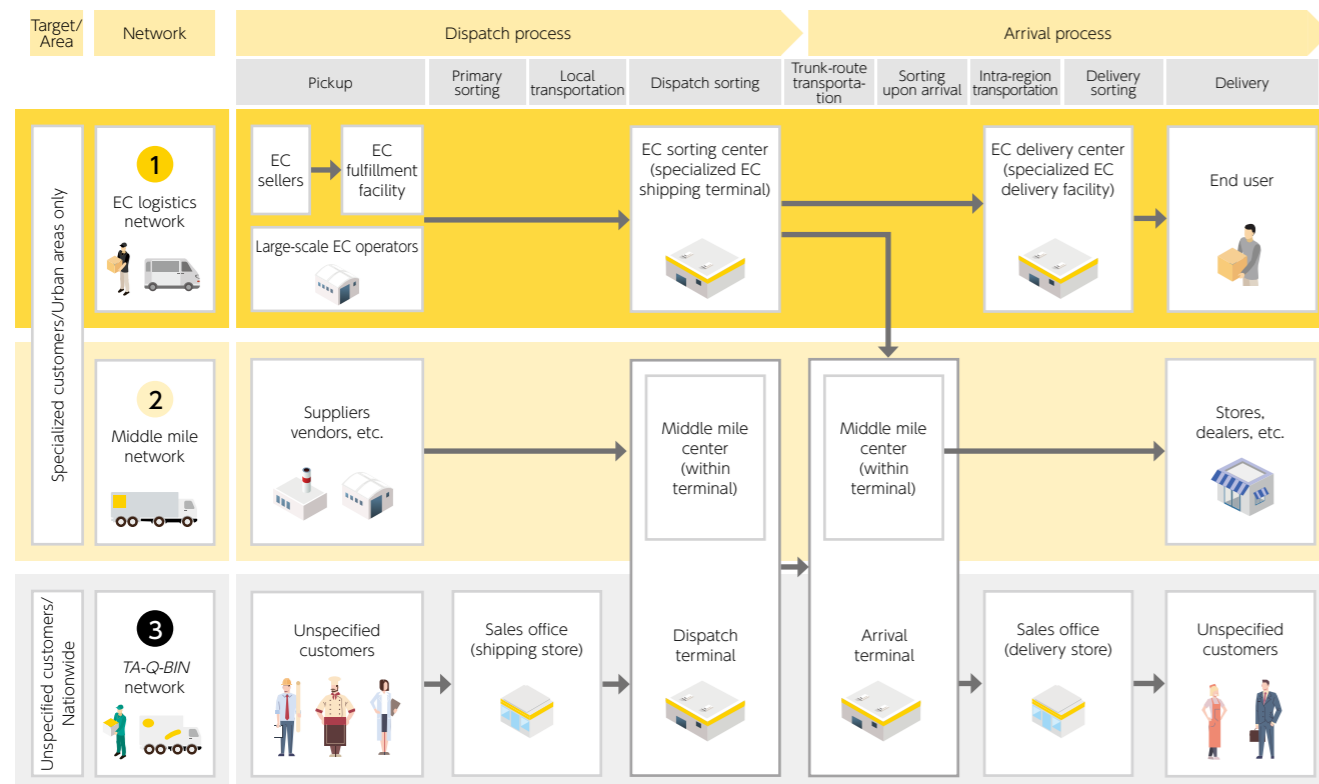 Target/
Area
Network
Dispatch process
Arrival process
Pickup
Primary
sorting
Local
transportation
Dispatch sorting
Trunk-route
transporta-
tion
Sorting
upon arrival
Intra-region
transportation
Delivery
sorting
Delivery
Specialized customers/Urban areas only
1
EC logistics
network
EC
sellers
EC
fulfillment
facility
Large-scale EC operators
EC sorting center
(specialized EC
shipping terminal)
EC delivery center
(specialized EC
delivery facility)
End user
2
Middle mile
network
Suppliers
vendors, etc.
Middle mile
center
(within
terminal)
Middle mile
center
(within
terminal)
Stores,
dealers, etc.
Unspecified customers/
Nationwide
3
TA-Q-BIN
network
Unspecified
customers
Sales office
(shipping store)
Dispatch
terminal
Arrival
terminal
Sales office
(delivery store)
Unspecified
customers